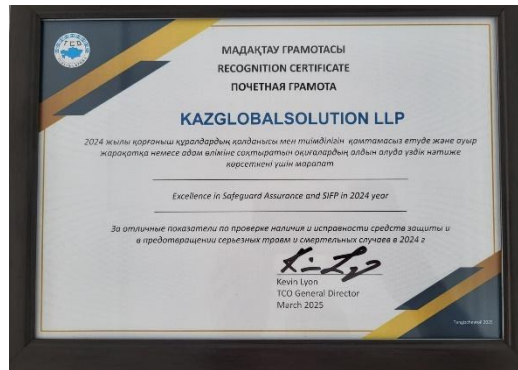 TCO
МАДАҚТАУ ГРАМОТАСЫ
RECOGNITION CERTIFICATE
ПОЧЕТНАЯ ГРАМОТА
KAZGLOBALSOLUTION LLP
2024 жылы қорғаныш құралдардың қолданысы мен тиімділігін қамтамасыз етуде және ауыр
жарақатқа немесе адам өліміне соқтыратын оқиғалардың алдын алуда үздік нәтиже
көрсеткені үшін марапат
Excellence in Safeguard Assurance and SIFP in 2024 year
За отличные показатели по проверке наличия и исправности средств защиты и
в предотвращении серьезных травм и смертельных случаев в 2024 г
Kevin Lyon
TCO General Director
March 2025